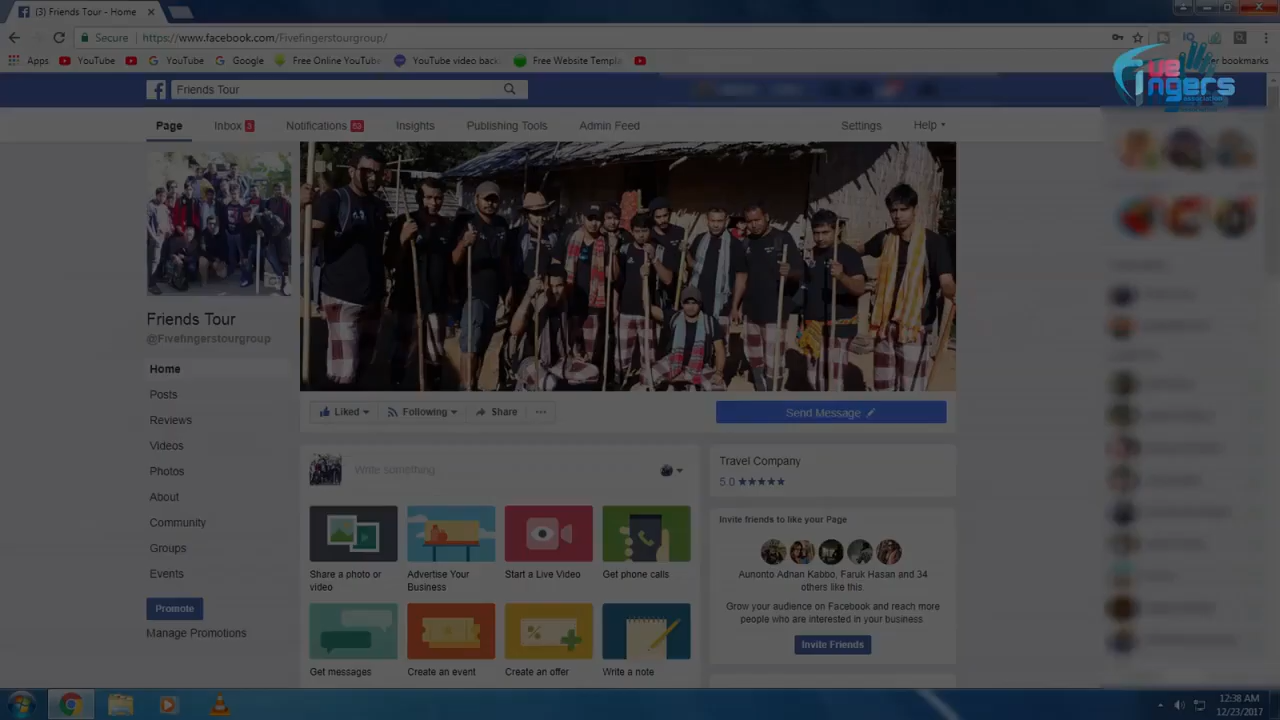 (3) Friends Tour - Home
Secure
https://www.facebook.com/Fivefingerstourgroup/
Apps
YouTube
YouTube
Google
Free Online YouTube
YouTube video back
Free Website Templ
er bookmarks
Five
Fingers
Friends Tour
Page
Inbox 3
Notifications 53
Insights
Publishing Tools
Admin Feed
Settings
Help
Friends Tour
@Fivefingerstourgroup
Home
Posts
Reviews
Videos
Photos
About
Community
Groups
Events
Promote
Manage Promotions
Liked
Following
Share
Send Message
Write something
Share a photo or
video
Advertise Your
Business
Start a Live Video
Get phone calls
Get messages
Create an event
Create an offer
Write a note
Travel Company
5.0 ★★★★★
Invite friends to like your Page
Aunonto Adnan Kabbo, Faruk Hasan and 34
others like this.
Grow your audience on Facebook and reach more
people who are interested in your business.
Invite Friends
12:38 AM
12/23/2017